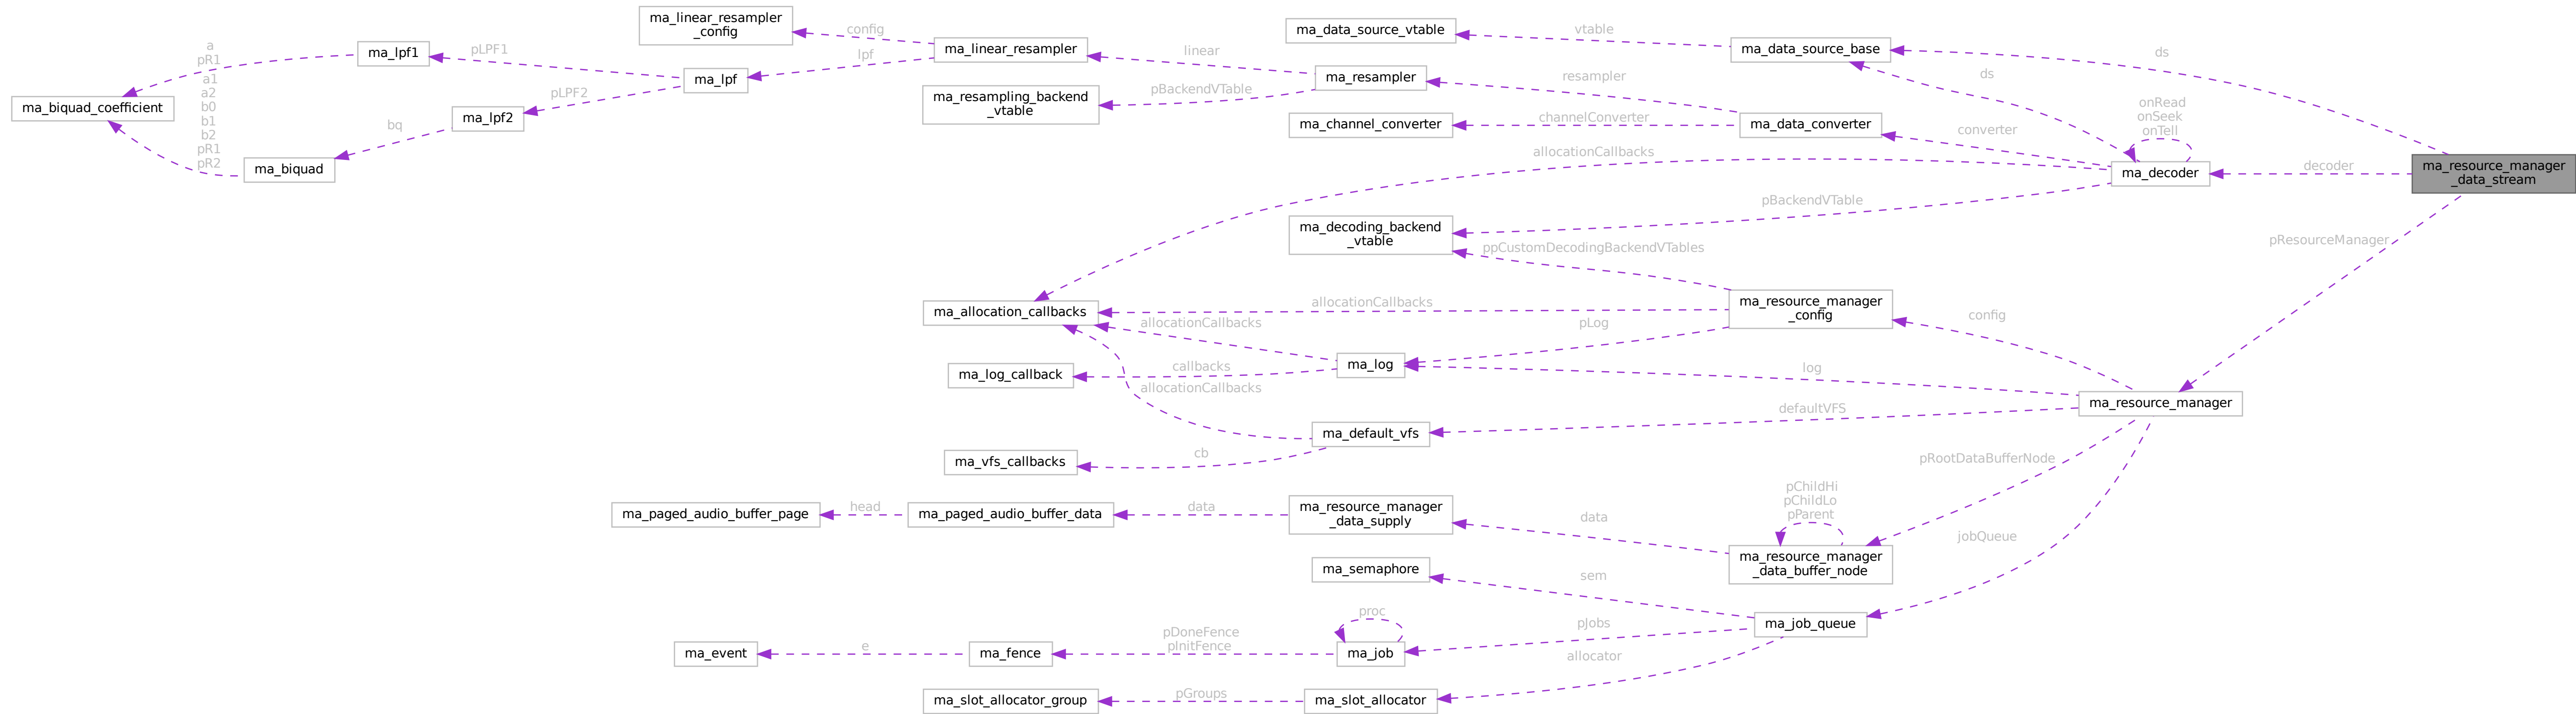 ma_linear_resampler
_config
config
ma_data_source_vtable
vtable
ma_data_source_base
ds
a
pR1
ma_lpf1
pLPF1
lpf
ma_linear_resampler
linear
ma_resampler
resampler
ds
a1
a2
b0
b1
b2
pR1
pR2
ma_biquad_coefficient
bq
ma_lpf2
pLPF2
ma_lpf
ma_resampling_backend
_vtable
pBackendVTable
ma_channel_converter
channelConverter
ma_data_converter
converter
onRead
onSeek
onTell
ma_biquad
allocationCallbacks
ma_decoder
decoder
ma_resource_manager
_data_stream
pBackendVTable
ma_decoding_backend
_vtable
ppCustomDecodingBackendVTables
pResourceManager
ma_allocation_callbacks
allocationCallbacks
ma_resource_manager
_config
config
allocationCallbacks
pLog
ma_log_callback
callbacks
ma_log
log
allocationCallbacks
ma_resource_manager
defaultVFS
ma_default_vfs
ma_vfs_callbacks
cb
pRootDataBufferNode
ma_paged_audio_buffer_page
head
ma_paged_audio_buffer_data
data
ma_resource_manager
_data_supply
data
pChildHi
pChildLo
pParent
ma_resource_manager
_data_buffer_node
jobQueue
ma_semaphore
sem
ma_job_queue
proc
pJobs
ma_event
e
ma_fence
pDoneFence
pInitFence
ma_job
allocator
ma_slot_allocator_group
pGroups
ma_slot_allocator